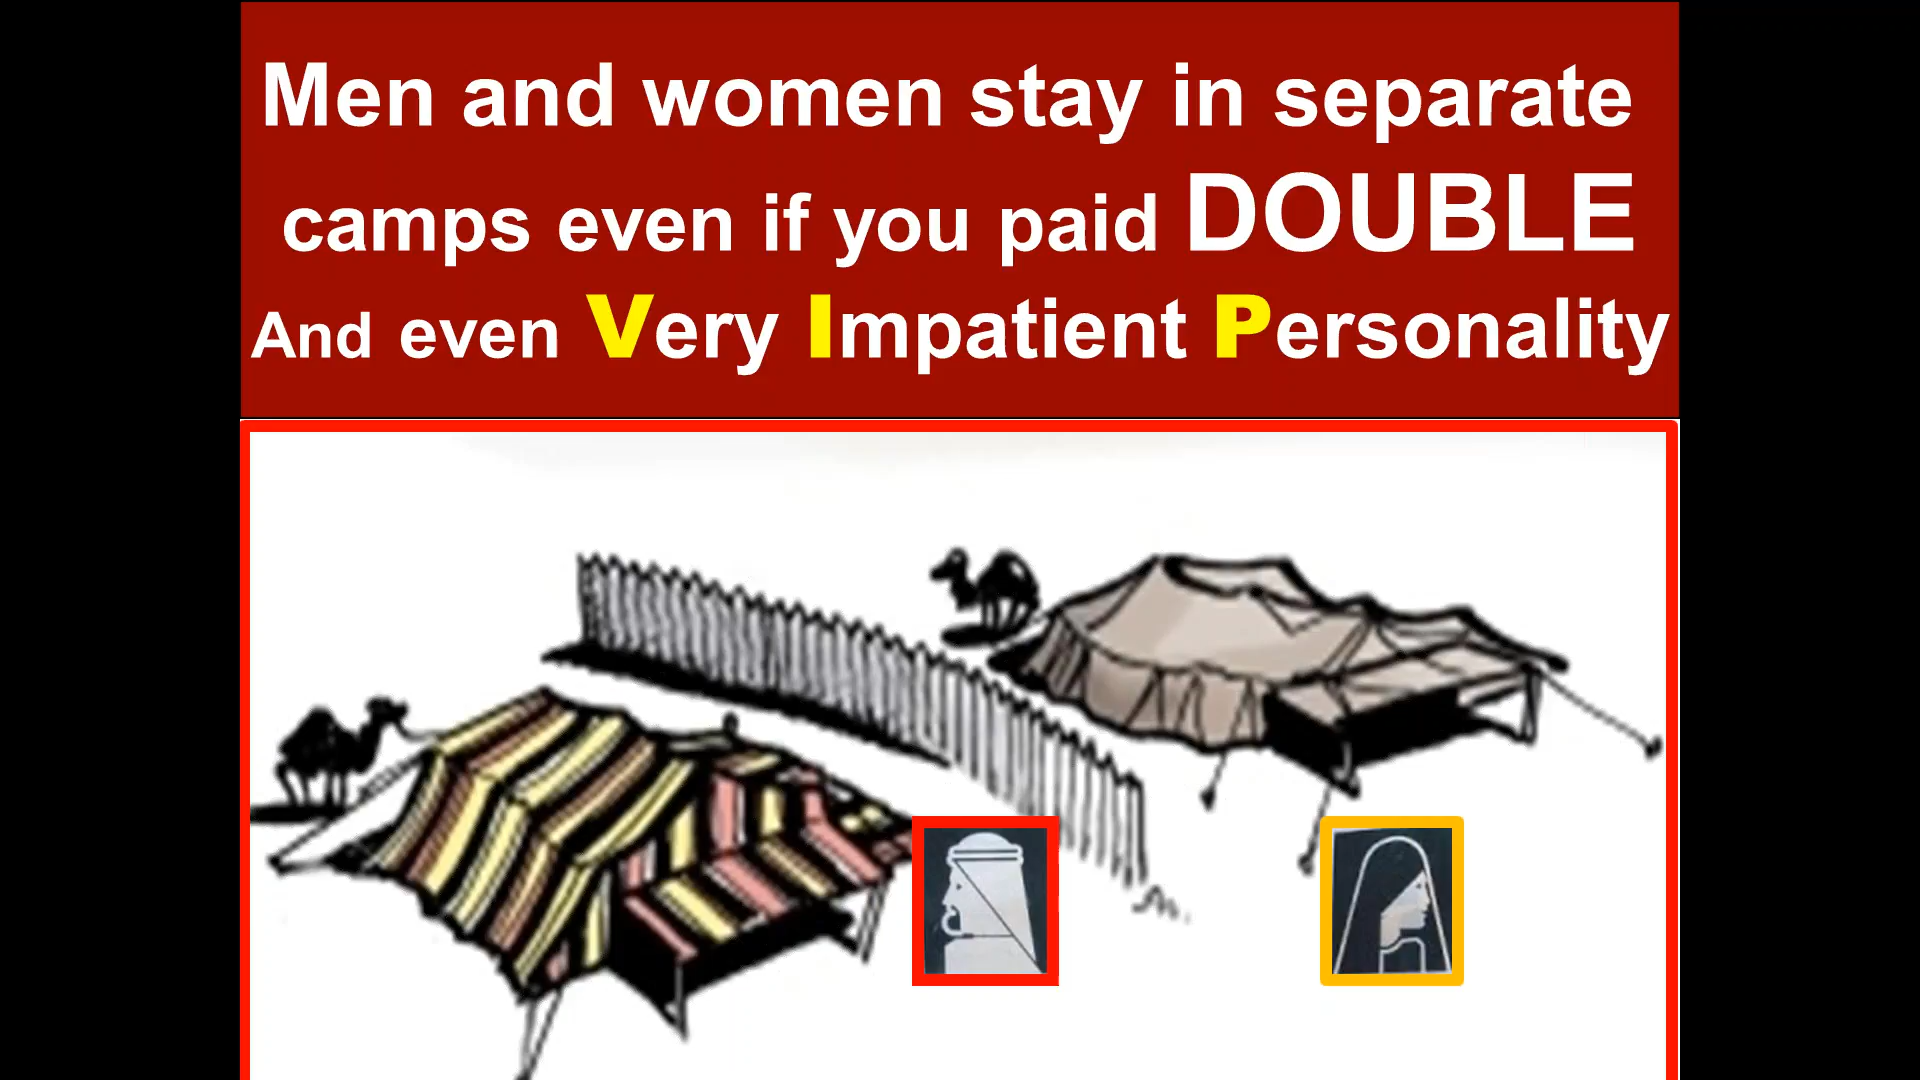 Men and women stay in separate
camps even if you paid DOUBLE
And even Very Impatient Personality